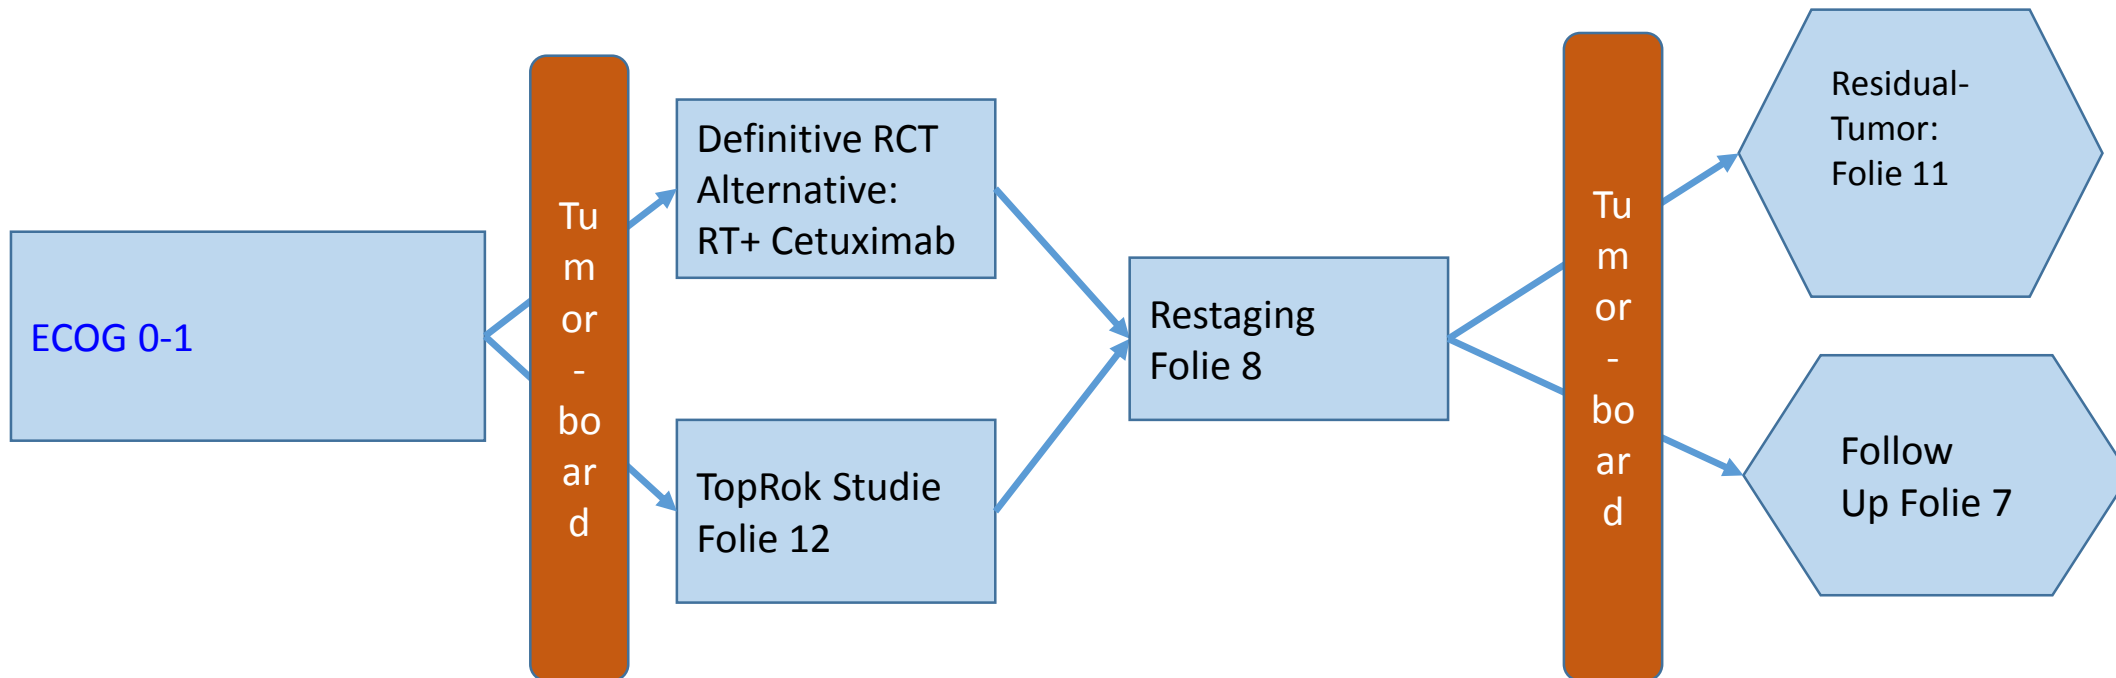 ECOG 0-1
Tu
m
or
-
bo
ar
d
Definitive RCT
Alternative:
RT+ Cetuximab
TopRok Studie
Folie 12
Restaging
Folie 8
Tu
m
or
-
bo
ar
d
Residual-
Tumor:
Folie 11
Follow
Up Folie 7